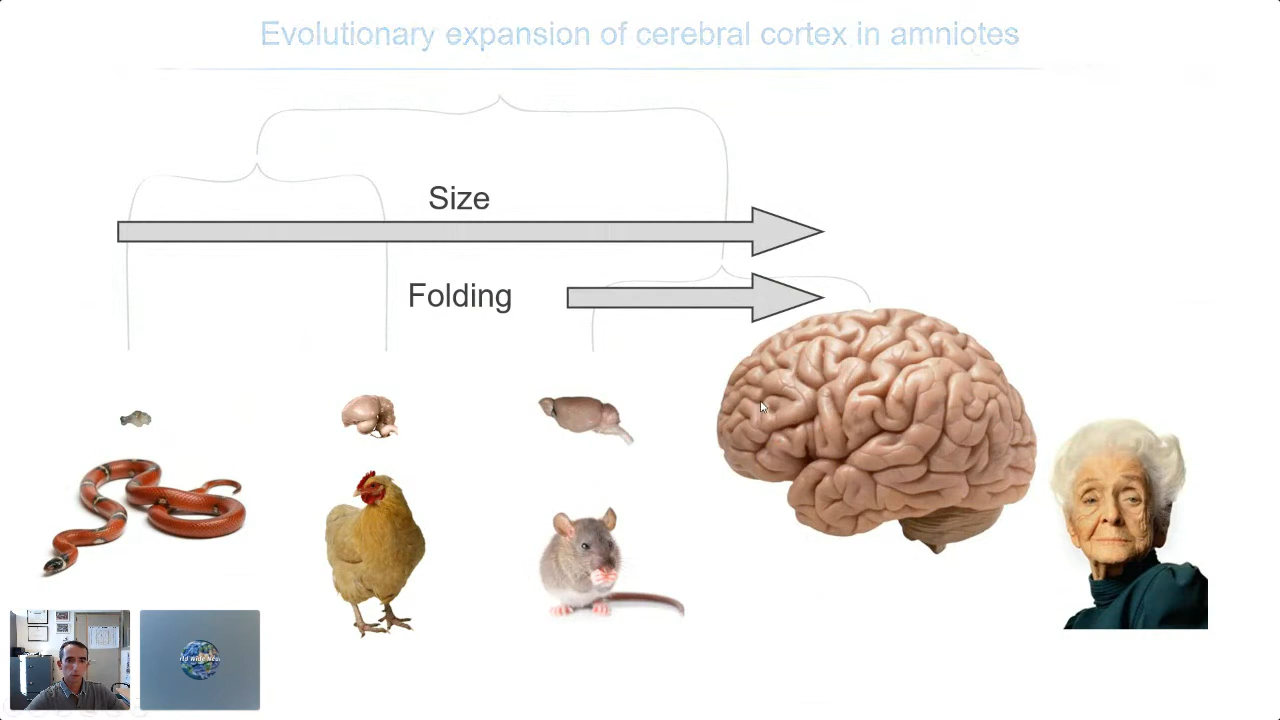 Evolutionary expansion of cerebral cortex in amniotes
Size
Folding